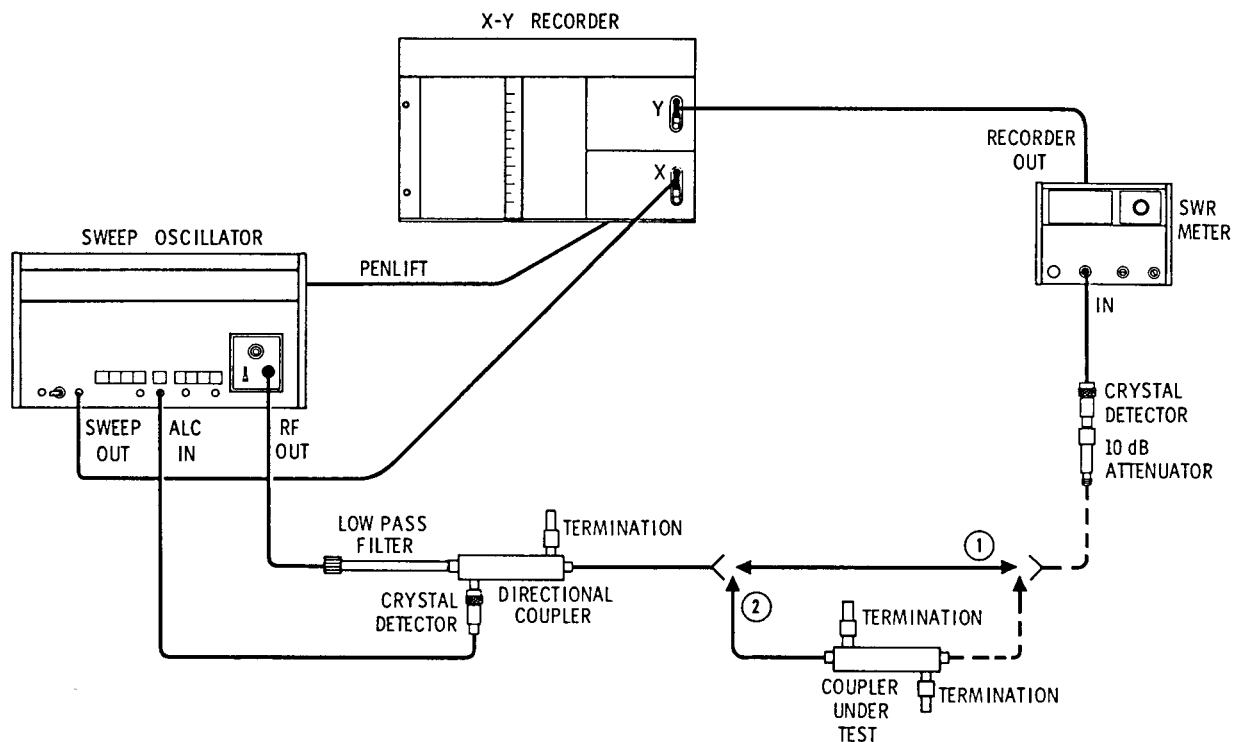 X-Y RECORDER
Y
X
RECORDER
OUT
SWR
METER
IN
SWEEP OSCILLATOR
PENLIFT
SWEEP
OUT
ALC
IN
RF
OUT
CRYSTAL
DETECTOR
10 dB
ATTENUATOR
LOW PASS
FILTER
TERMINATION
CRYSTAL
DETECTOR
DIRECTIONAL
COUPLER
1
2
TERMINATION
COUPLER
UNDER
TEST
TERMINATION